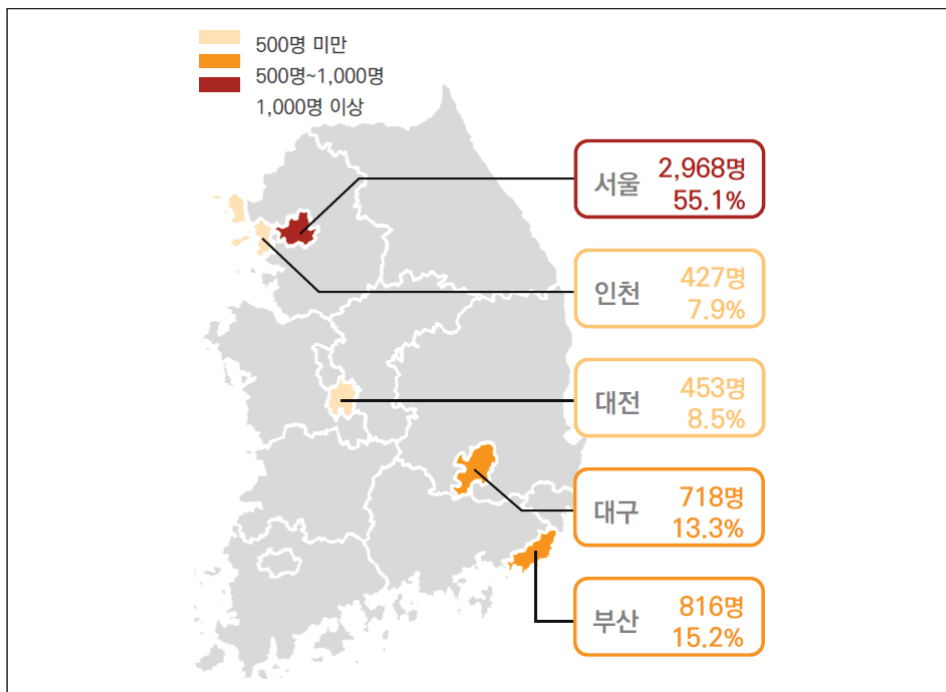 500명 미만
500명~1,000명
1,000명 이상
서울
2,968명
55.1%
인천
427명
7.9%
대전
453명
8.5%
대구
718명
13.3%
부산
816명
15.2%